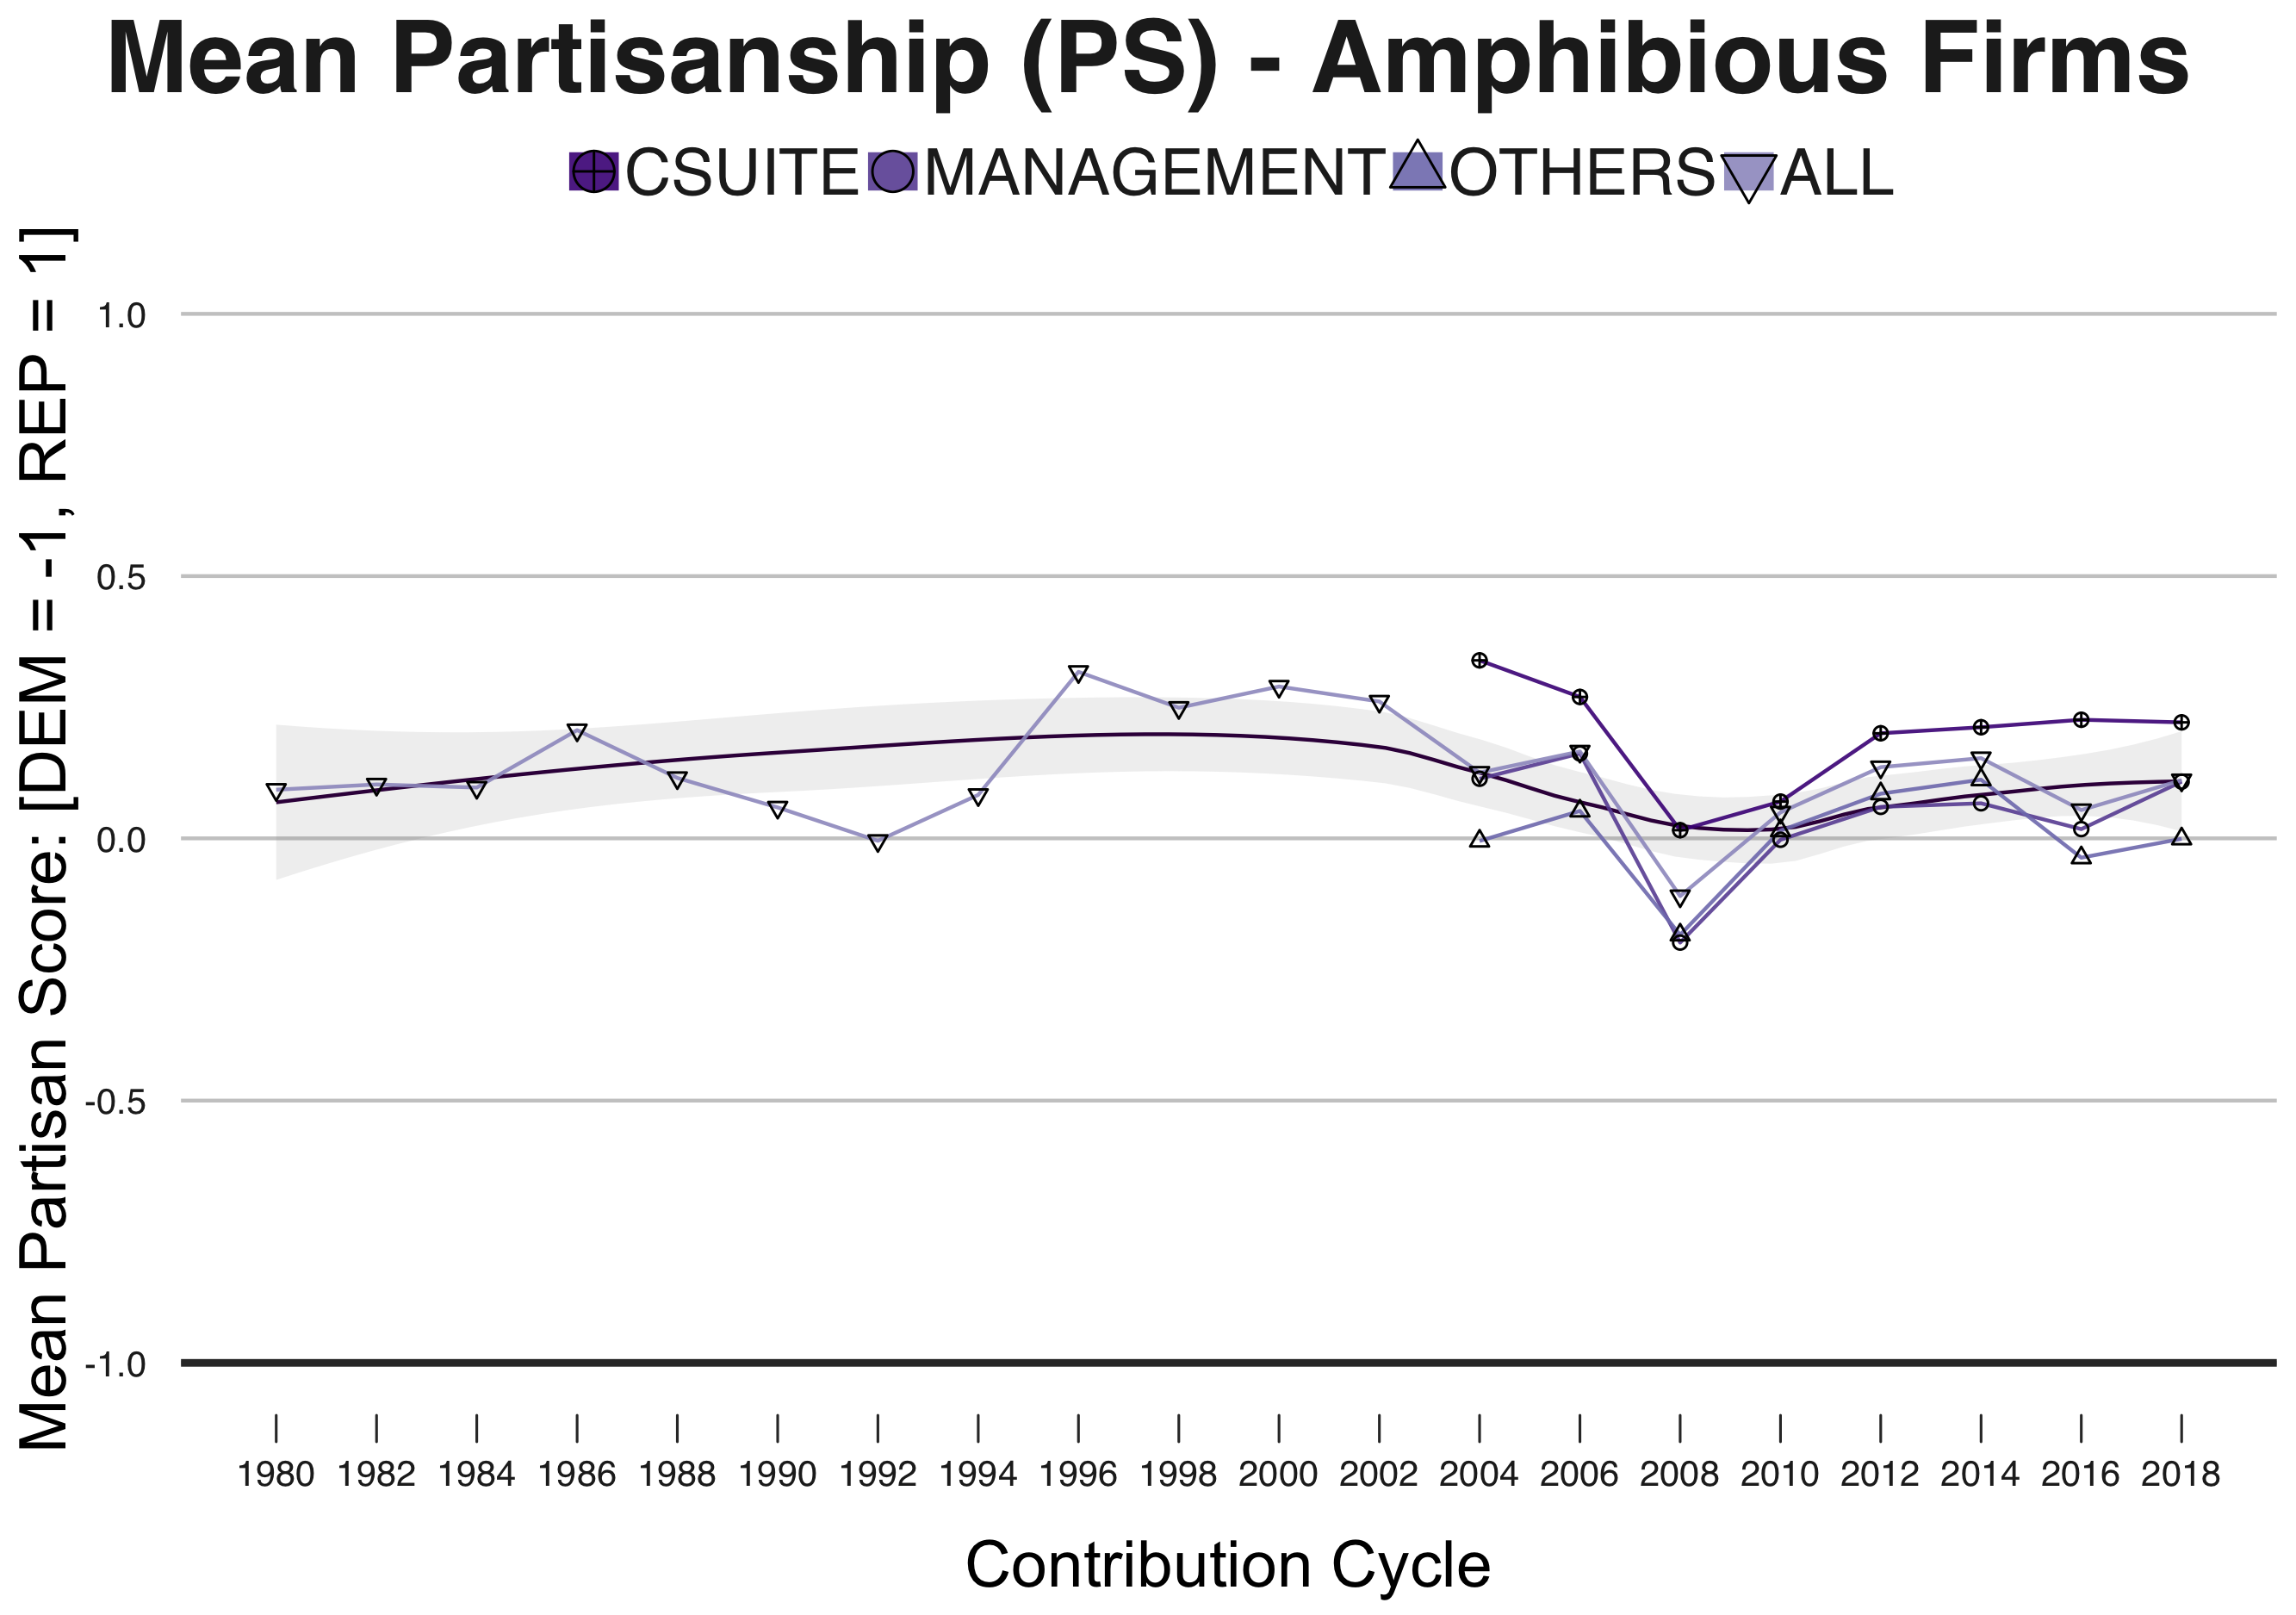 Mean Partisanship (PS) - Amphibious Firms
CSUITE MANAGEMENT OTHERS ALL
Mean Partisan Score: [DEM = -1, REP = 1]
1.0
0.5
0.0
-0.5
-1.0
1980 1982 1984 1986 1988 1990 1992 1994 1996 1998 2000 2002 2004 2006 2008 2010 2012 2014 2016 2018
Contribution Cycle